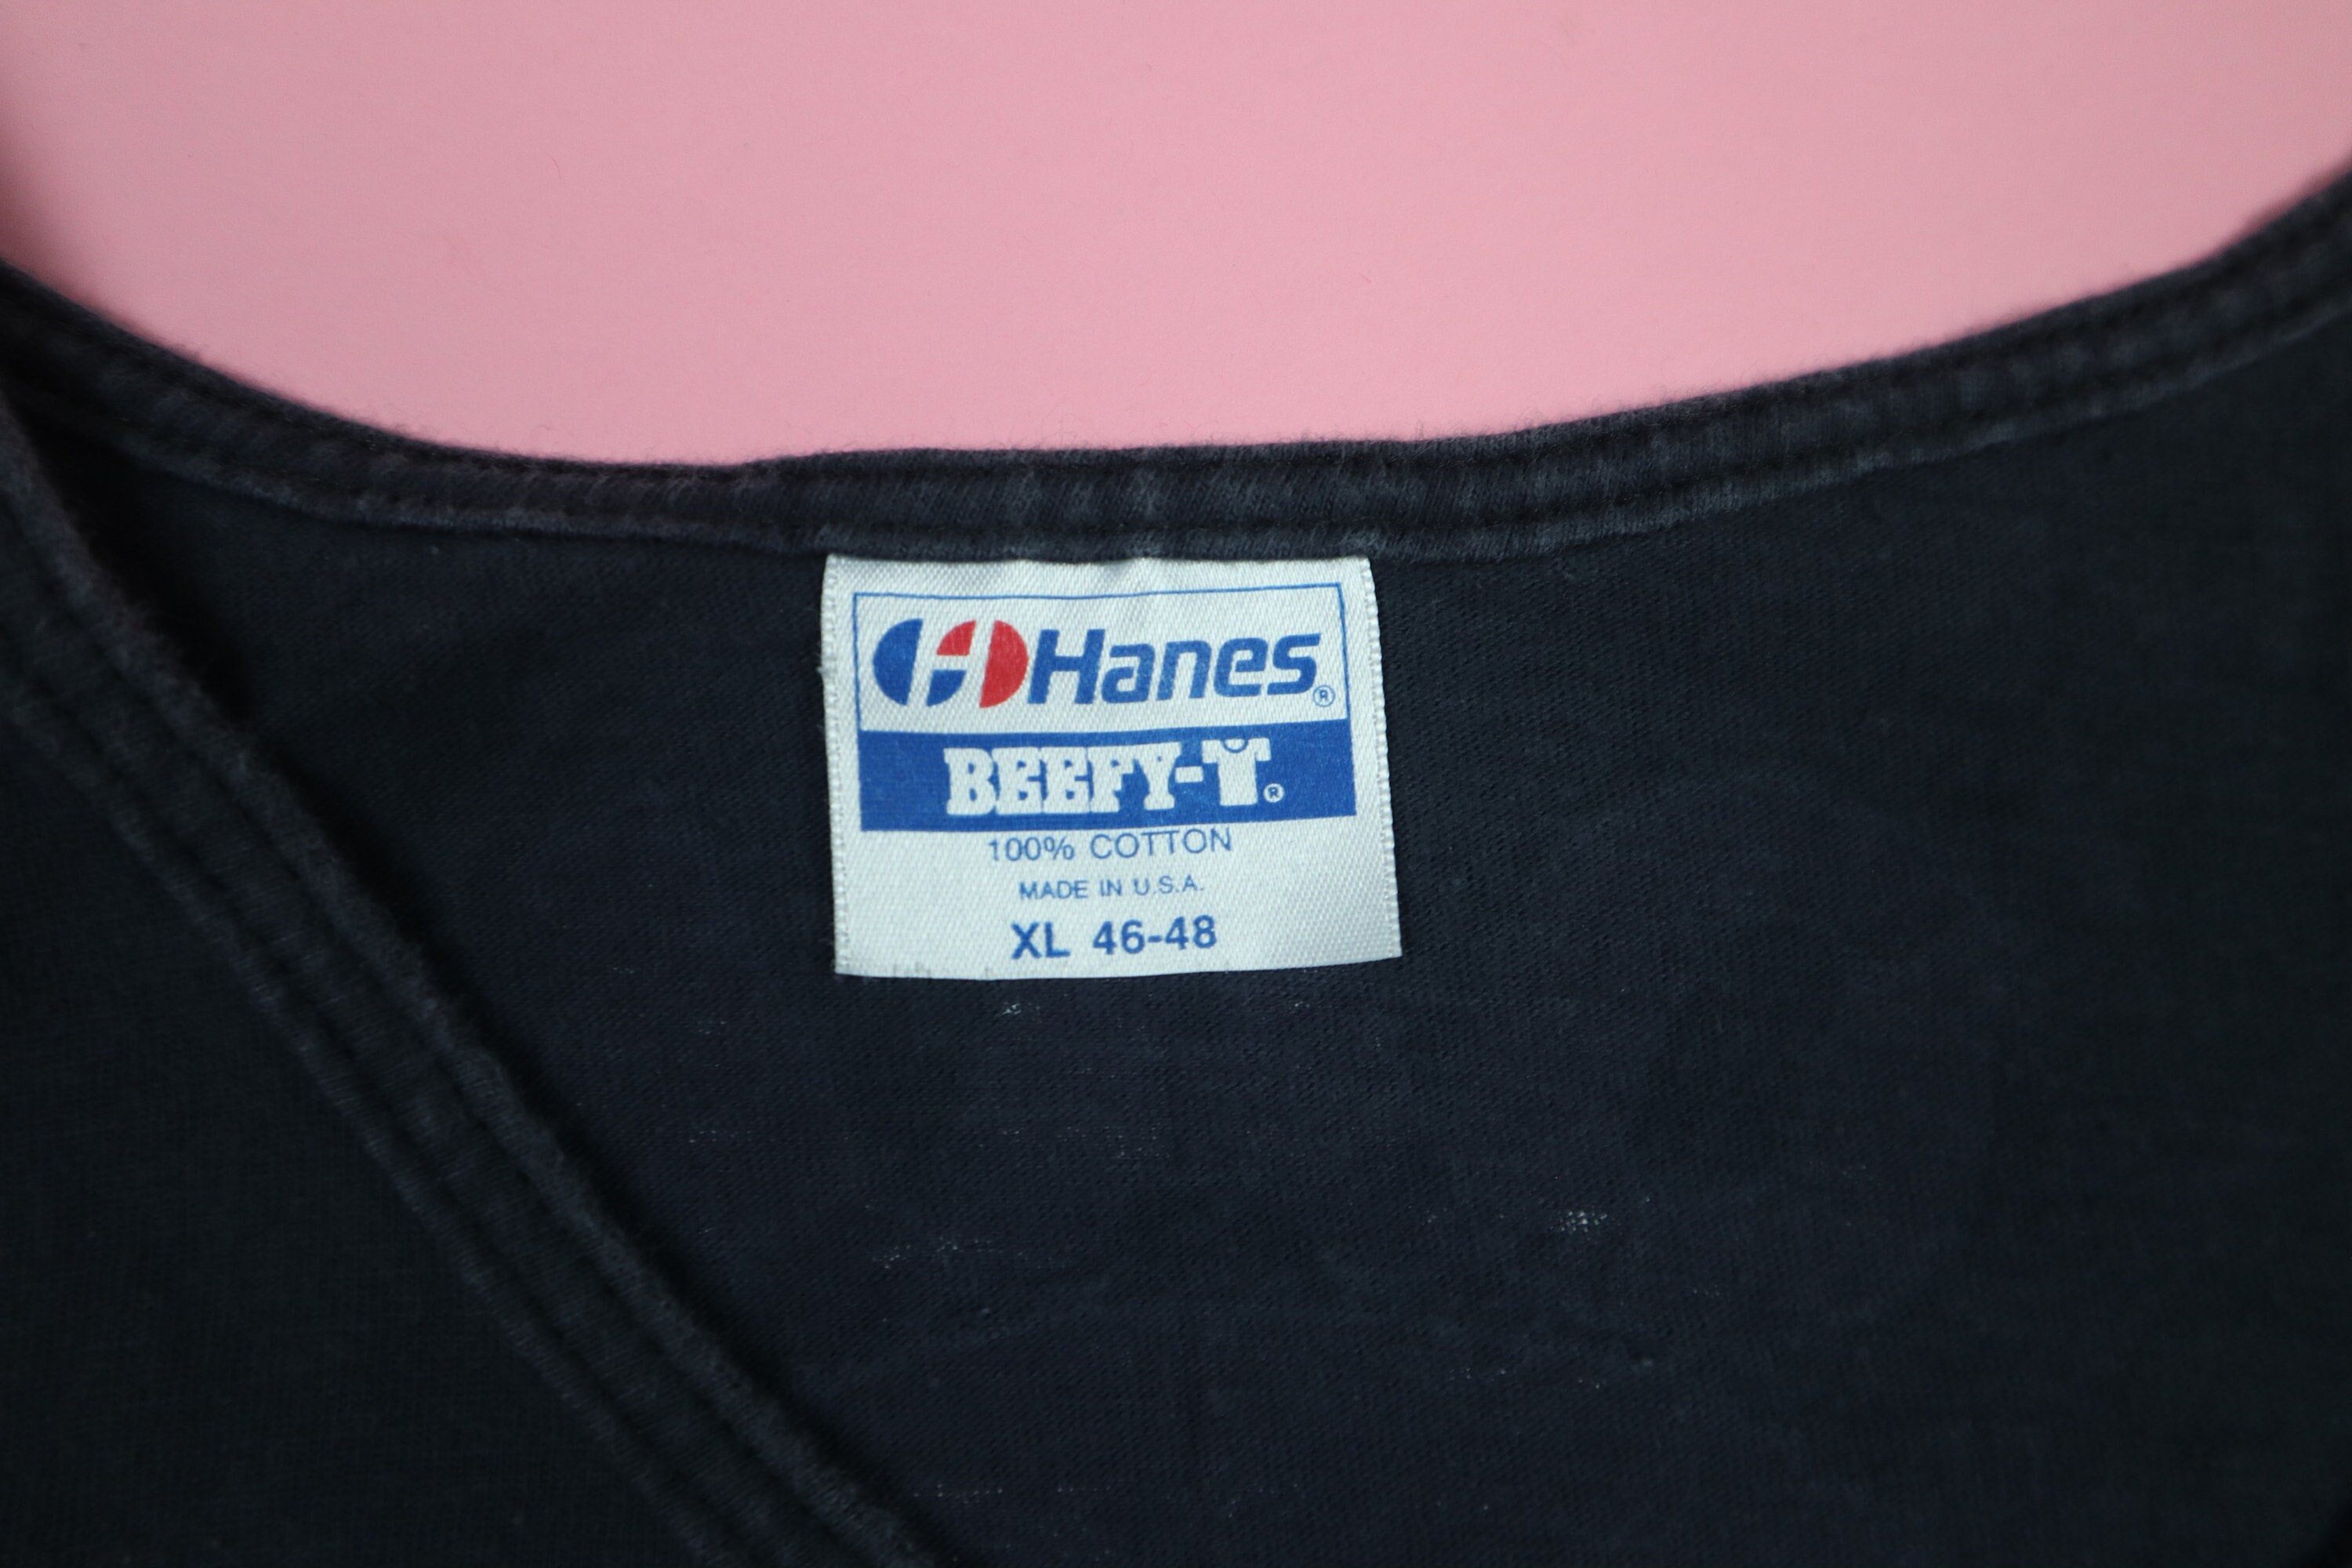 Hanes®
BEEFY-T®
100% COTTON
MADE IN U.S.A.
XL 46-48